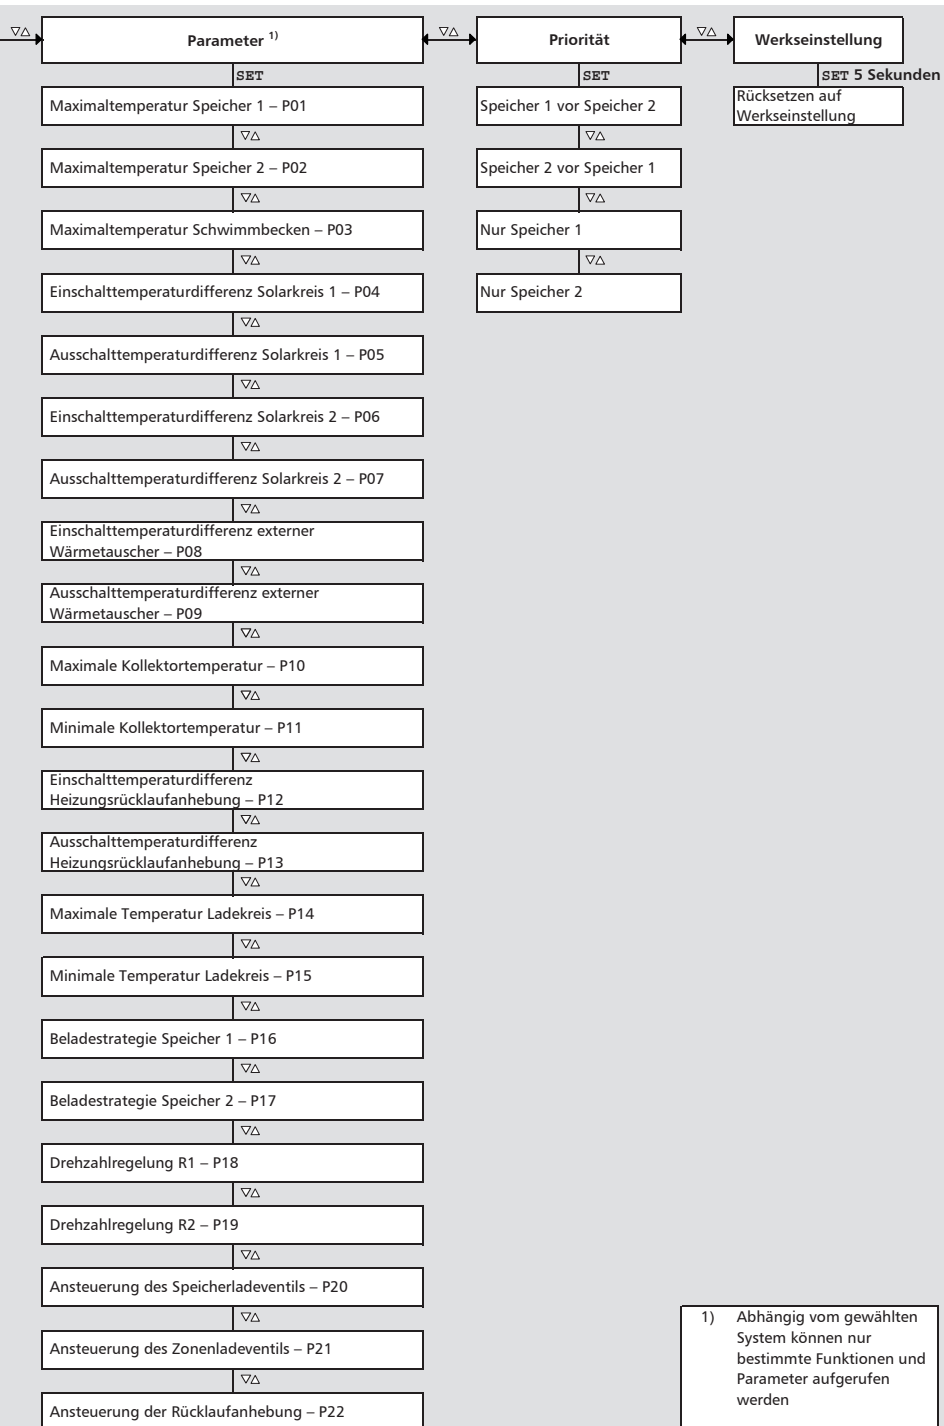 ▽△
Parameter 1)
▽△
Priorität
▽△
Werkseinstellung
SET
Maximaltemperatur Speicher 1 – P01
▽△
Maximaltemperatur Speicher 2 – P02
▽△
Maximaltemperatur Schwimmbecken – P03
▽△
Einschalttemperaturdifferenz Solarkreis 1 – P04
▽△
Ausschalttemperaturdifferenz Solarkreis 1 – P05
▽△
Einschalttemperaturdifferenz Solarkreis 2 – P06
▽△
Ausschalttemperaturdifferenz Solarkreis 2 – P07
▽△
Einschalttemperaturdifferenz externer
Wärmetauscher – P08
▽△
Ausschalttemperaturdifferenz externer
Wärmetauscher – P09
▽△
Maximale Kollektortemperatur – P10
▽△
Minimale Kollektortemperatur – P11
▽△
Einschalttemperaturdifferenz
Heizungsrücklaufanhebung – P12
▽△
Ausschalttemperaturdifferenz
Heizungsrücklaufanhebung – P13
▽△
Maximale Temperatur Ladekreis – P14
▽△
Minimale Temperatur Ladekreis – P15
▽△
Beladestrategie Speicher 1 – P16
▽△
Beladestrategie Speicher 2 – P17
▽△
Drehzahlregelung R1 – P18
▽△
Drehzahlregelung R2 – P19
▽△
Ansteuerung des Speicherladeventils – P20
▽△
Ansteuerung des Zonenladeventils – P21
▽△
Ansteuerung der Rücklaufanhebung – P22
SET
Speicher 1 vor Speicher 2
▽△
Speicher 2 vor Speicher 1
▽△
Nur Speicher 1
▽△
Nur Speicher 2
SET 5 Sekunden
Rücksetzen auf
Werkseinstellung
1) Abhängig vom gewählten
System können nur
bestimmte Funktionen und
Parameter aufgerufen
werden